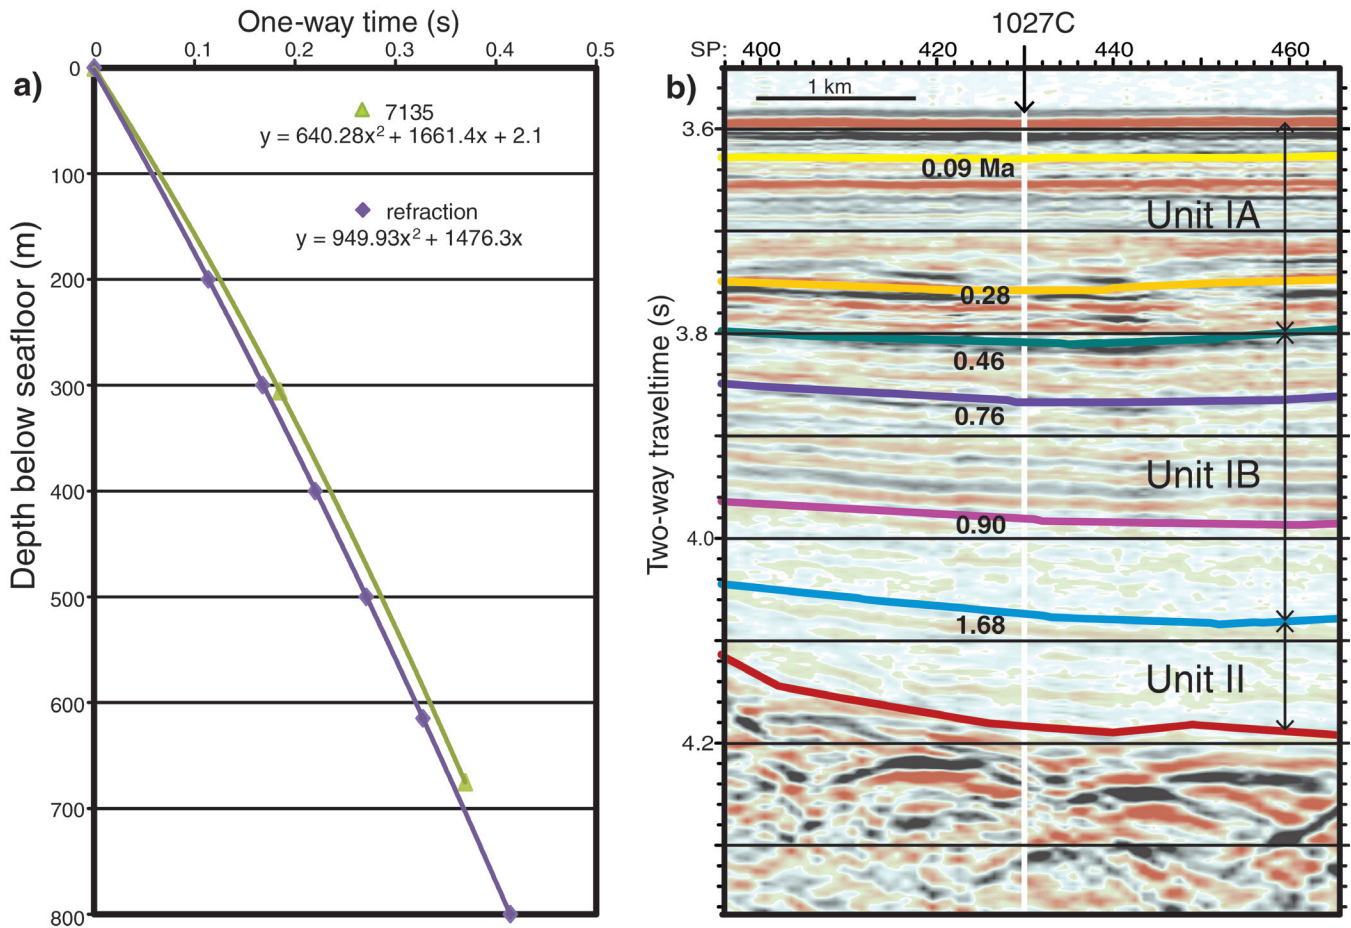 One-way time (s)
0 0.1 0.2 0.3 0.4 0.5
a)
0
100
200
300
400
500
600
700
800
Depth below seafloor (m)
7135
y = 640.28x² + 1661.4x + 2.1
refraction
y = 949.93x² + 1476.3x
1027C
SP: 400 420 440 460
b)
1 km
3.6
3.8
4.0
4.2
Two-way traveltime (s)
0.09 Ma
Unit IA
0.28
0.46
0.76
Unit IB
0.90
1.68
Unit II